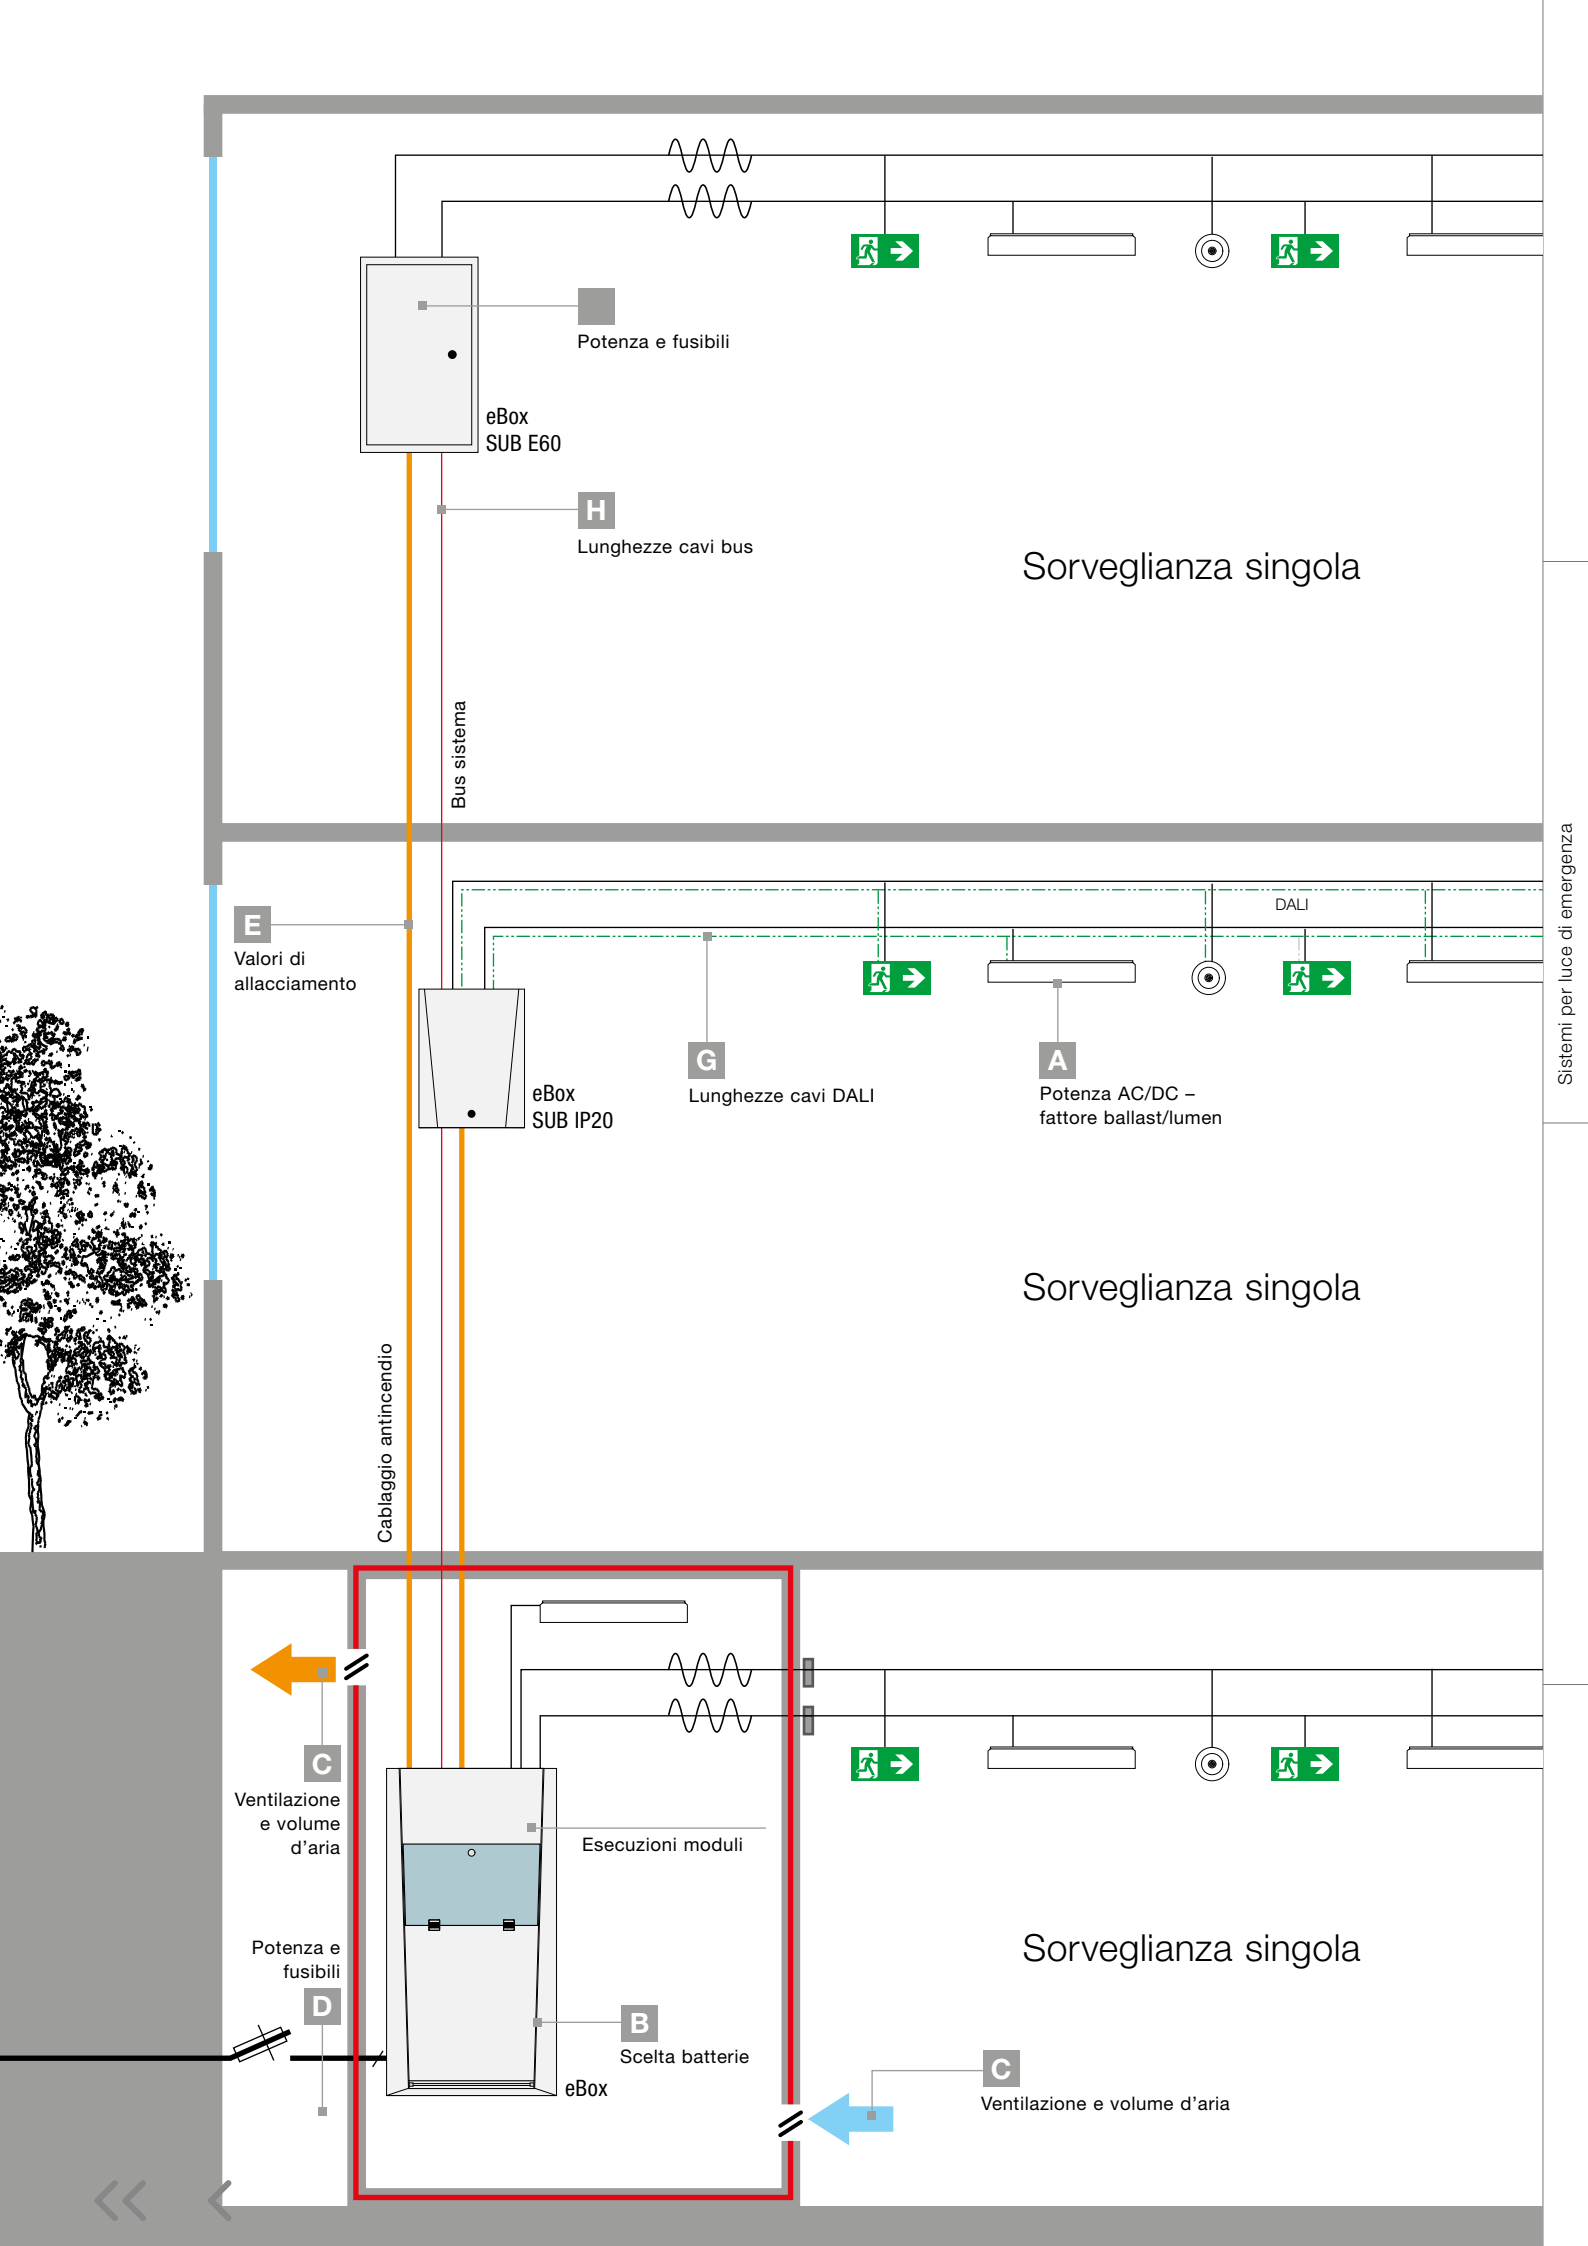 Potenza e fusibili
eBox
SUB E60
H
Lunghezze cavi bus
Sorveglianza singola
Bus sistema
Sistemi per luce di emergenza
DALI
E
Valori di
allacciamento
G
Lunghezze cavi DALI
A
Potenza AC/DC –
fattore ballast/lumen
eBox
SUB IP20
Sorveglianza singola
Cablaggio antincendio
C
Ventilazione
e volume
d’aria
Esecuzioni moduli
Potenza e
fusibili
D
Sorveglianza singola
B
Scelta batterie
eBox
C
Ventilazione e volume d’aria